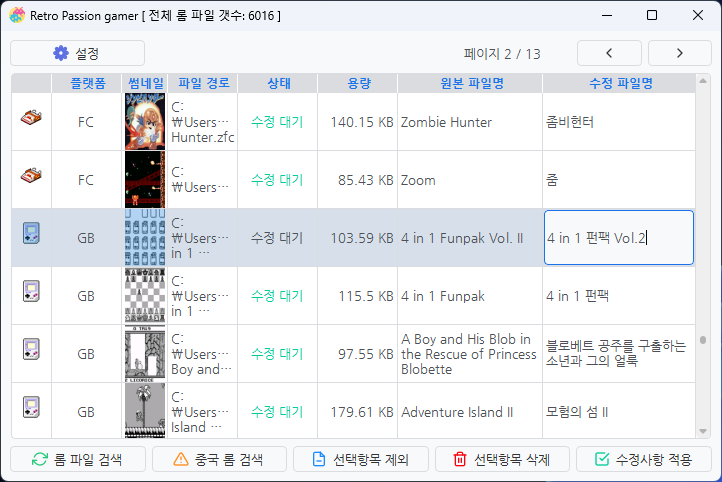 Retro Passion gamer [ 전체 롬 파일 갯수: 6016 ]
설정
페이지 2 / 13
플랫폼 썸네일 파일 경로 상태 용량 원본 파일명 수정 파일명
FC C:
₩Users…
Hunter.zfc 수정 대기 140.15 KB Zombie Hunter 좀비헌터
FC C:
₩Users… 수정 대기 85.43 KB Zoom 줌
GB C:
₩Users…
in 1 … 수정 대기 103.59 KB 4 in 1 Funpak Vol. II 4 in 1 펀팩 Vol.2
GB C:
₩Users…
in 1 … 수정 대기 115.5 KB 4 in 1 Funpak 4 in 1 펀팩
GB C:
₩Users…
Boy and… 수정 대기 97.55 KB A Boy and His Blob in
the Rescue of Princess
Blobette 블로베트 공주를 구출하는
소년과 그의 얼룩
GB C:
₩Users…
Island … 수정 대기 179.61 KB Adventure Island II 모험의 섬 II
롬 파일 검색 중국 롬 검색 선택항목 제외 선택항목 삭제 수정사항 적용